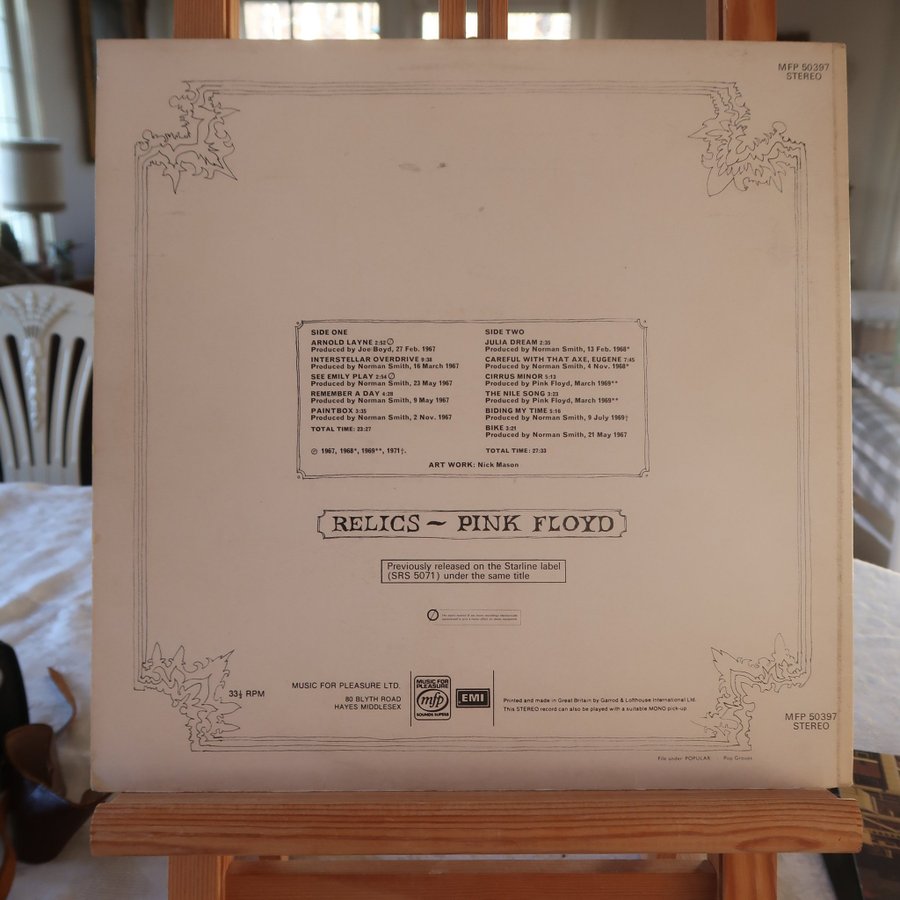 MFP 50397
STEREO
SIDE ONE
ARNOLD LAYNE 2:52
Produced by Joe Boyd, 27 Feb. 1967
INTERSTELLAR OVERDRIVE 9:38
Produced by Norman Smith, 16 March 1967
SEE EMILY PLAY 2:54
Produced by Norman Smith, 23 May 1967
REMEMBER A DAY 4:28
Produced by Norman Smith, 9 May 1967
PAINTBOX 3:35
Produced by Norman Smith, 2 Nov. 1967
TOTAL TIME: 23:27
℗ 1967, 1968*, 1969**, 1971†.
SIDE TWO
JULIA DREAM 2:35
Produced by Norman Smith, 13 Feb. 1968*
CAREFUL WITH THAT AXE, EUGENE 7:45
Produced by Norman Smith, 4 Nov. 1968*
CIRRUS MINOR 5:13
Produced by Pink Floyd, March 1969**
THE NILE SONG 3:23
Produced by Pink Floyd, March 1969**
BIDING MY TIME 5:16
Produced by Norman Smith, 9 July 1969†
BIKE 3:21
Produced by Norman Smith, 21 May 1967
TOTAL TIME: 27:33
ART WORK: Nick Mason
RELICS ~ PINK FLOYD
Previously released on the Starline label
(SRS 5071) under the same title
33⅓ RPM
MUSIC FOR PLEASURE LTD.
80 BLYTH ROAD
HAYES MIDDLESEX
MUSIC FOR
PLEASURE
mfp
SOUNDS SUPERB
EMI
Printed and made in Great Britain by Garrod & Lofthouse International Ltd.
This STEREO record can also be played with a suitable MONO pick-up
MFP 50397
STEREO
File under POPULAR : Pop Groups